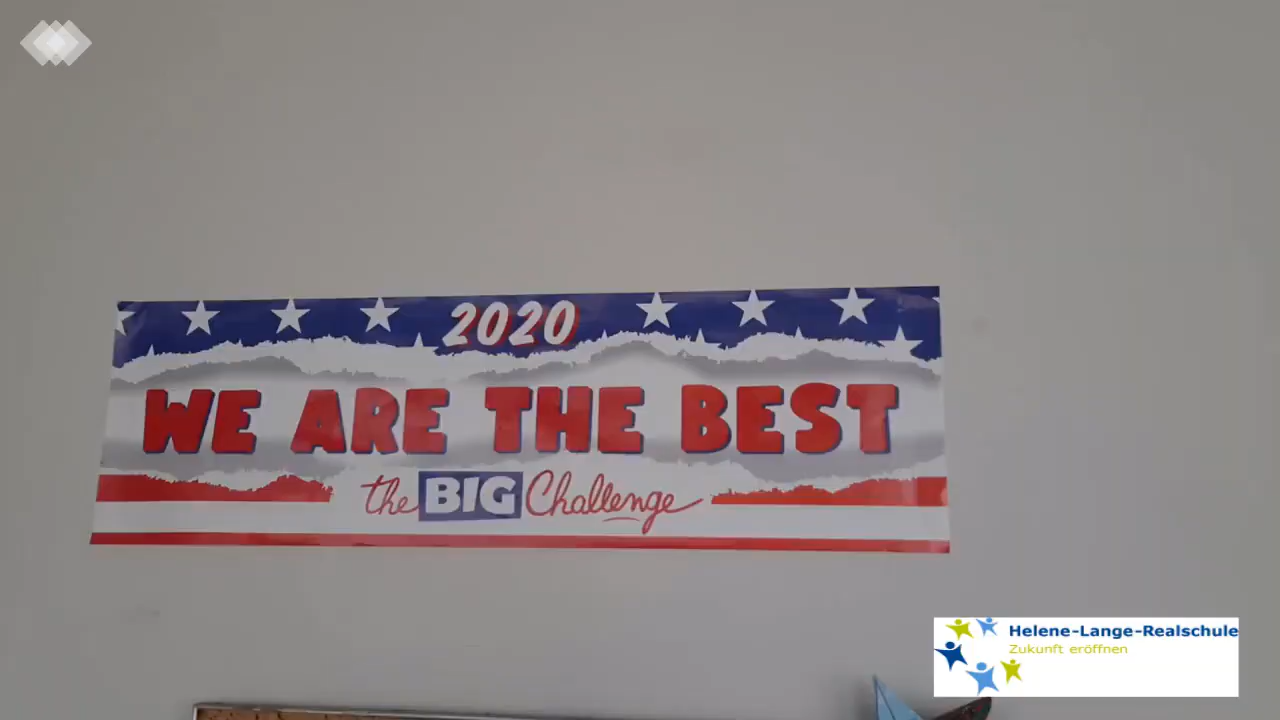 2020
WE ARE THE BEST
the BIG Challenge
Helene-Lange-Realschule
Zukunft eröffnen